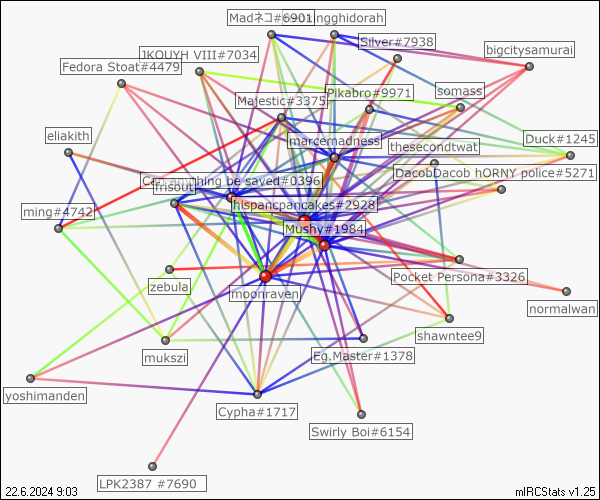 Madネコ#6901
ngghidorah
Silver#7938
JKOUYH VIII#7034
bigcitysamurai
Fedora Stoat#4479
Pikabro#9971
somass
Majestic#3375
marcemadness
thesecondtwat
Duck#1245
eliakith
DacobDacob hORNY police#5271
Can anything be saved#0396
frisout
hispancpancakes#2928
ming#4742
Mushy#1984
Pocket Persona#3326
zebula
moonraven
normalwan
shawntee9
mukszi
Eg.Master#1378
yoshimanden
Cypha#1717
Swirly Boi#6154
LPK2387 #7690
22.6.2024 9:03
mIRCStats v1.25